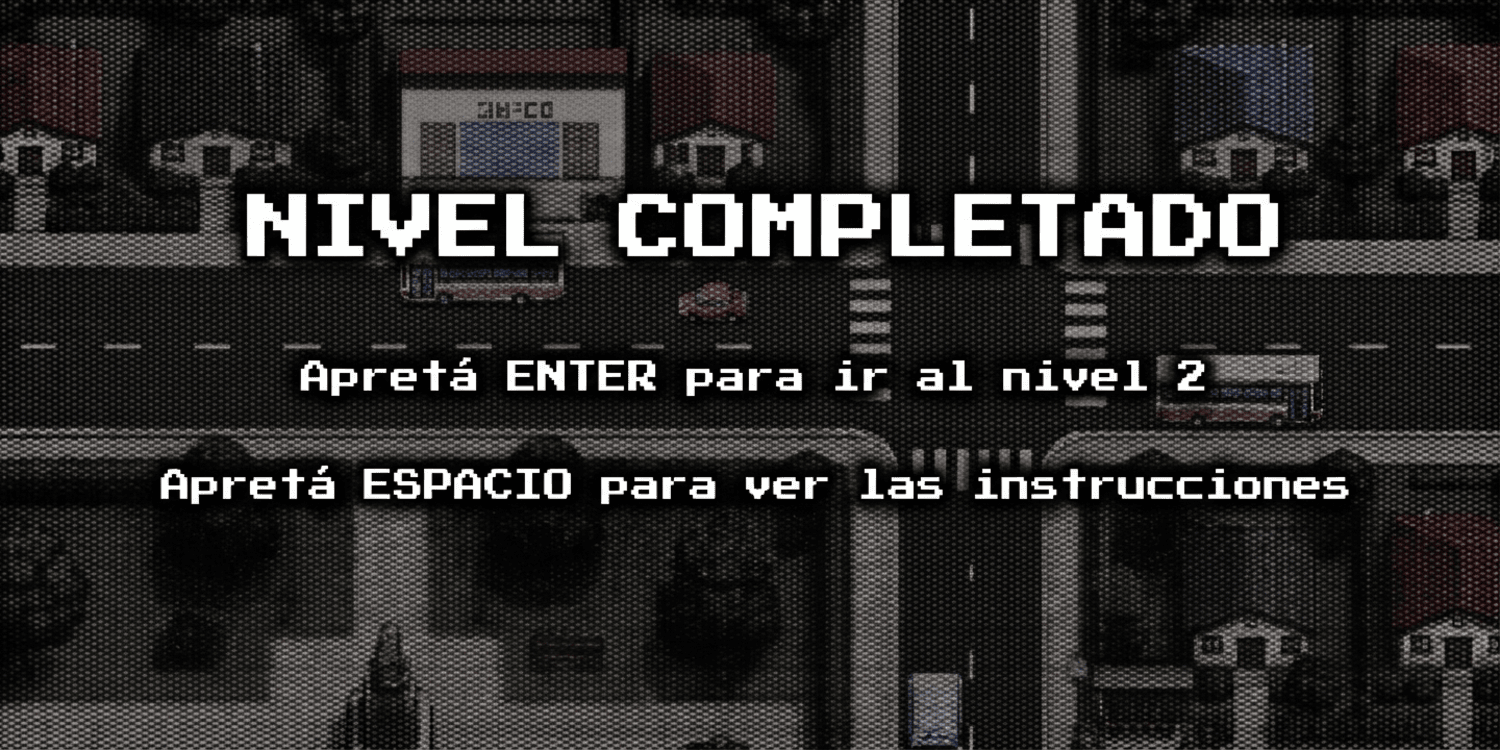 NIVEL COMPLETADO
Apretá ENTER para ir al nivel 2
Apretá ESPACIO para ver las instrucciones